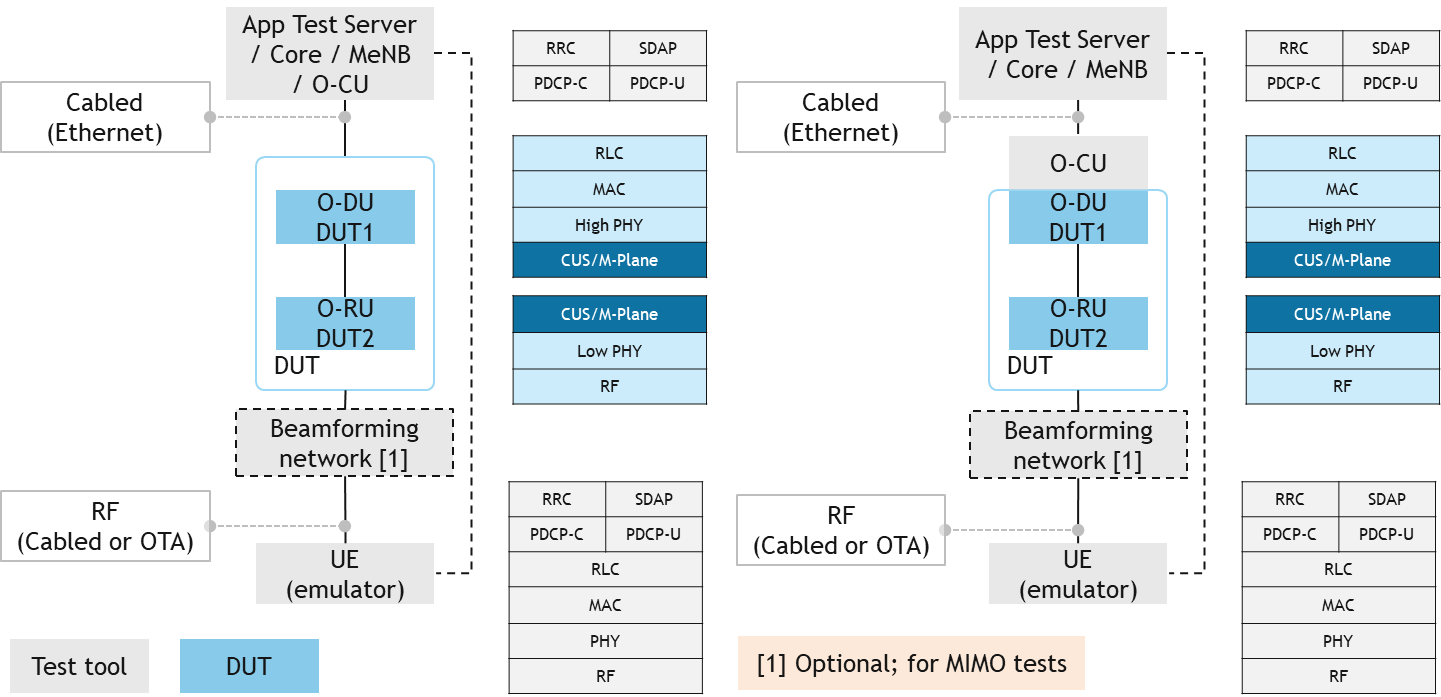 App Test Server
/ Core / MeNB
/ O-CU
Cabled
(Ethernet)
O-DU
DUT1
O-RU
DUT2
DUT
Beamforming
network [1]
RF
(Cabled or OTA)
UE
(emulator)
Test tool
DUT
RRC SDAP
PDCP-C PDCP-U
RLC
MAC
High PHY
CUS/M-Plane
CUS/M-Plane
Low PHY
RF
RRC SDAP
PDCP-C PDCP-U
RLC
MAC
PHY
RF
App Test Server
/ Core / MeNB
Cabled
(Ethernet)
O-CU
O-DU
DUT1
O-RU
DUT2
DUT
Beamforming
network [1]
RF
(Cabled or OTA)
UE
(emulator)
[1] Optional; for MIMO tests
RRC SDAP
PDCP-C PDCP-U
RLC
MAC
High PHY
CUS/M-Plane
CUS/M-Plane
Low PHY
RF
RRC SDAP
PDCP-C PDCP-U
RLC
MAC
PHY
RF